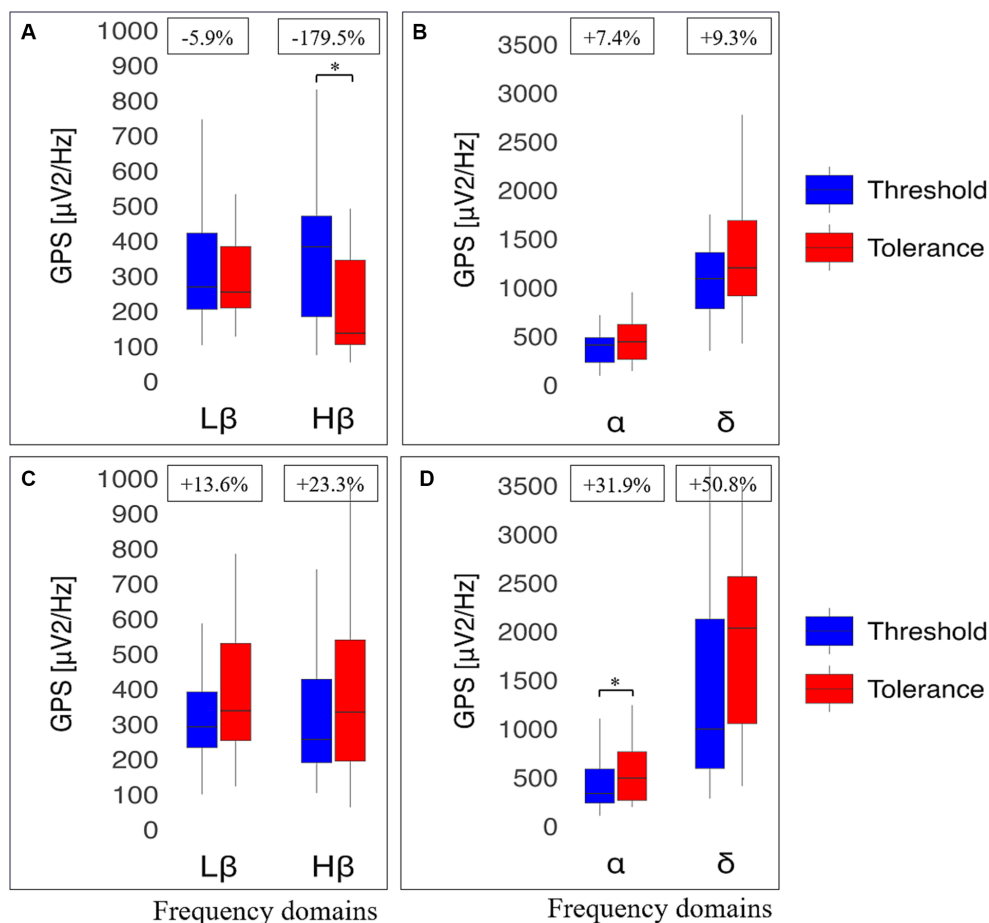 A
-5.9% -179.5%
*
1000
900
800
700
600
500
400
300
200
100
0
GPS [µV2/Hz]
Lβ Hβ
B
+7.4% +9.3%
3500
3000
2500
2000
1500
1000
500
0
GPS [µV2/Hz]
α δ
Threshold
Tolerance
C
+13.6% +23.3%
1000
900
800
700
600
500
400
300
200
100
0
GPS [µV2/Hz]
Lβ Hβ
Frequency domains
D
+31.9% +50.8%
*
3500
3000
2500
2000
1500
1000
500
0
GPS [µV2/Hz]
α δ
Frequency domains
Threshold
Tolerance